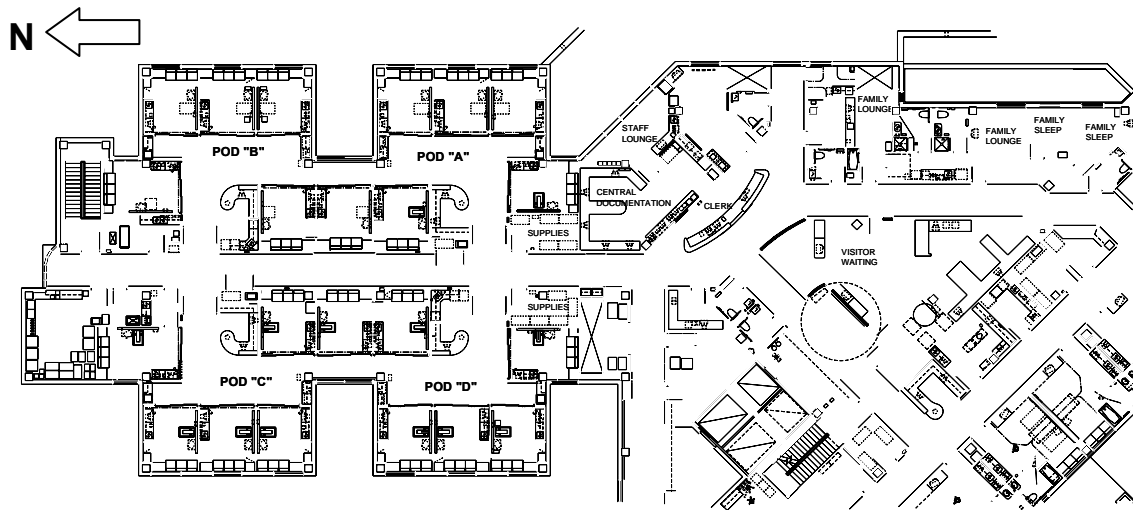 N
POD "B"
POD "A"
STAFF
LOUNGE
CENTRAL
DOCUMENTATION
CLERK
SUPPLIES
FAMILY
LOUNGE
FAMILY
LOUNGE
FAMILY
SLEEP
FAMILY
SLEEP
VISITOR
WAITING
SUPPLIES
POD "C"
POD "D"